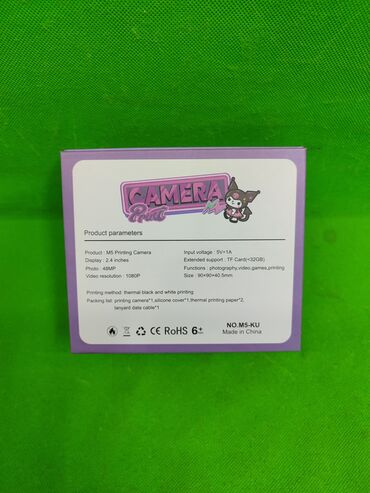 CAMERA
Print
Product parameters
Product : M5 Printing Camera
Display : 2.4 inches
Photo : 48MP
Video resolution : 1080P
Input voltage : 5V=1A
Extended support : TF Card(<32GB)
Functions : photography,video,games,printing
Size : 90×90×40.5mm
Printing method: thermal black and white printing
Packing list: printing camera*1,silicone cover*1,thermal printing paper*2,
lanyard data cable*1
CE RoHS 6+
NO.M5-KU
Made in China